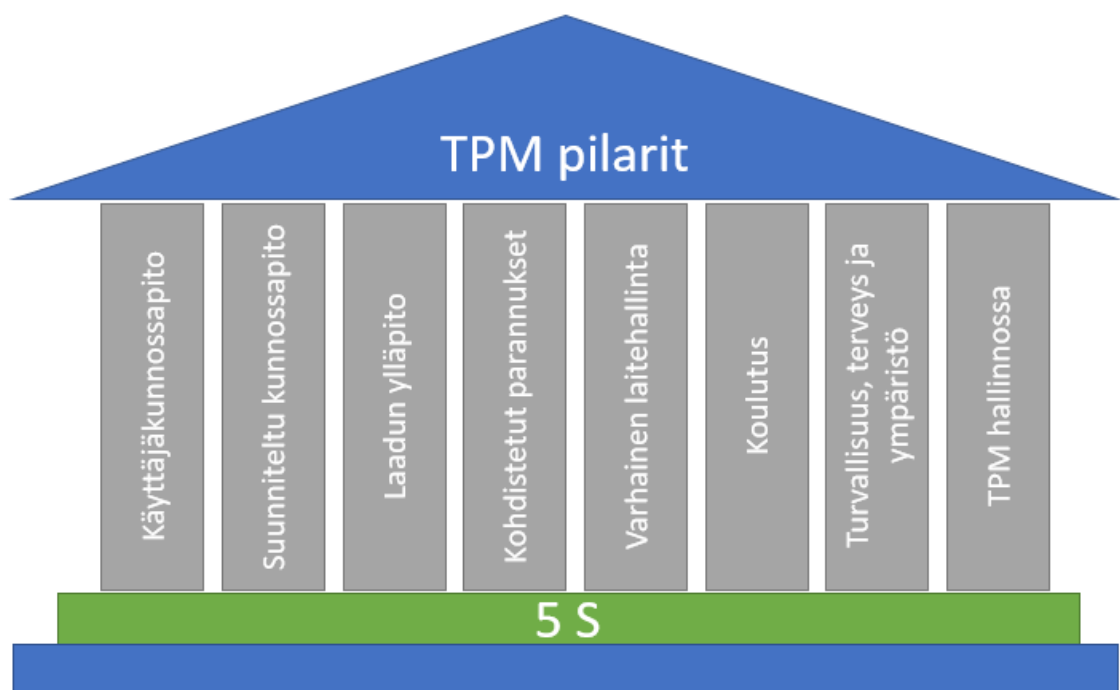 TPM pilarit
Käyttäjäkunnossapito
Suunniteltu kunnossapito
Laadun ylläpito
Kohdistetut parannukset
Varhainen laitehallinta
Koulutus
Turvallisuus, terveys ja
ympäristö
TPM hallinnossa
5 S